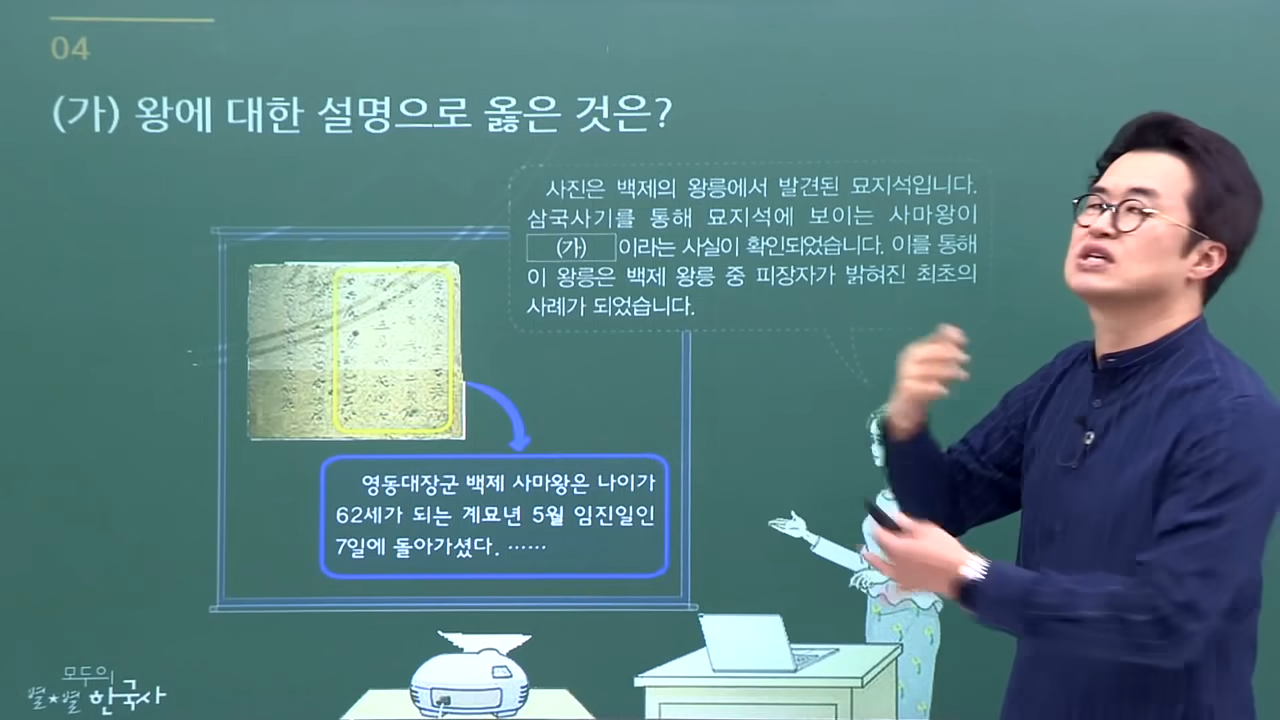 04
(가) 왕에 대한 설명으로 옳은 것은?
사진은 백제의 왕릉에서 발견된 묘지석입니다.
삼국사기를 통해 묘지석에 보이는 사마왕이
(가) 이라는 사실이 확인되었습니다. 이를 통해
이 왕릉은 백제 왕릉 중 피장자가 밝혀진 최초의
사례가 되었습니다.
영동대장군 백제 사마왕은 나이가
62세가 되는 계묘년 5월 임진일인
7일에 돌아가셨다. ……
모두의
별★별 한국사